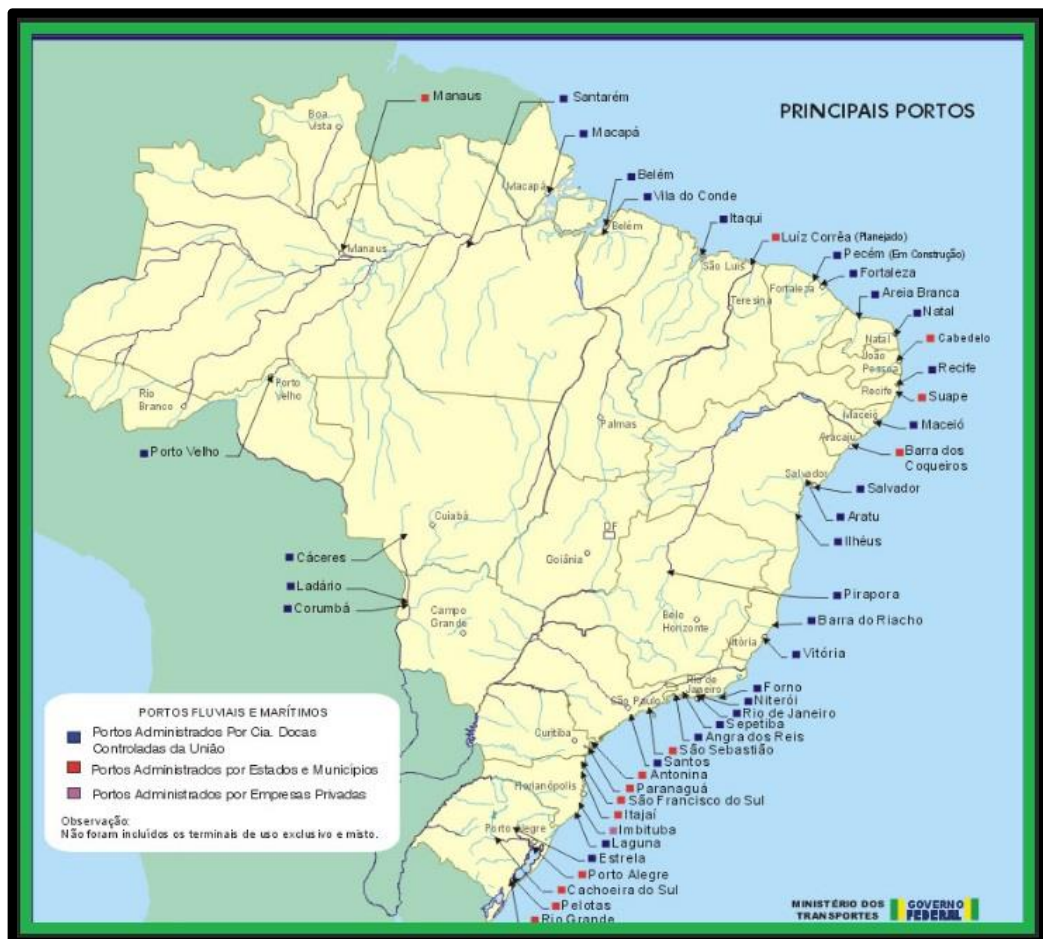 PRINCIPAIS PORTOS
Manaus
Santarém
Macapá
Belém
Vila do Conde
Itaqui
Luíz Corrêa (Planejado)
Pecém (Em Construção)
Fortaleza
Areia Branca
Natal
Cabedelo
Recife
Suape
Maceió
Barra dos
Coqueiros
Salvador
Aratu
Ilhéus
Pirapora
Barra do Riacho
Vitória
Forno
Niterói
Rio de Janeiro
Sepetiba
Angra dos Reis
São Sebastião
Santos
Antonina
Paranaguá
São Francisco do Sul
Itajaí
Imbituba
Laguna
Estrela
Porto Alegre
Cachoeira do Sul
Pelotas
Rio Grande
Porto Velho
Cáceres
Ladário
Corumbá
Boa
Vista
Macapá
Manaus
Belém
São Luis
Teresina
Fortaleza
Natal
João
Pessoa
Recife
Maceió
Aracaju
Salvador
Palmas
Porto
Velho
Rio
Branco
Cuiabá
DF
Goiânia
Campo
Grande
Belo
Horizonte
Vitória
Rio de
Janeiro
São Paulo
Curitiba
Florianópolis
Porto Alegre
PORTOS FLUVIAIS E MARÍTIMOS
Portos Administrados Por Cia. Docas
Controladas da União
Portos Administrados por Estados e Municípios
Portos Administrados por Empresas Privadas
Observação:
Não foram incluídos os terminais de uso exclusivo e misto.
MINISTÉRIO DOS
TRANSPORTES
GOVERNO
FEDERAL